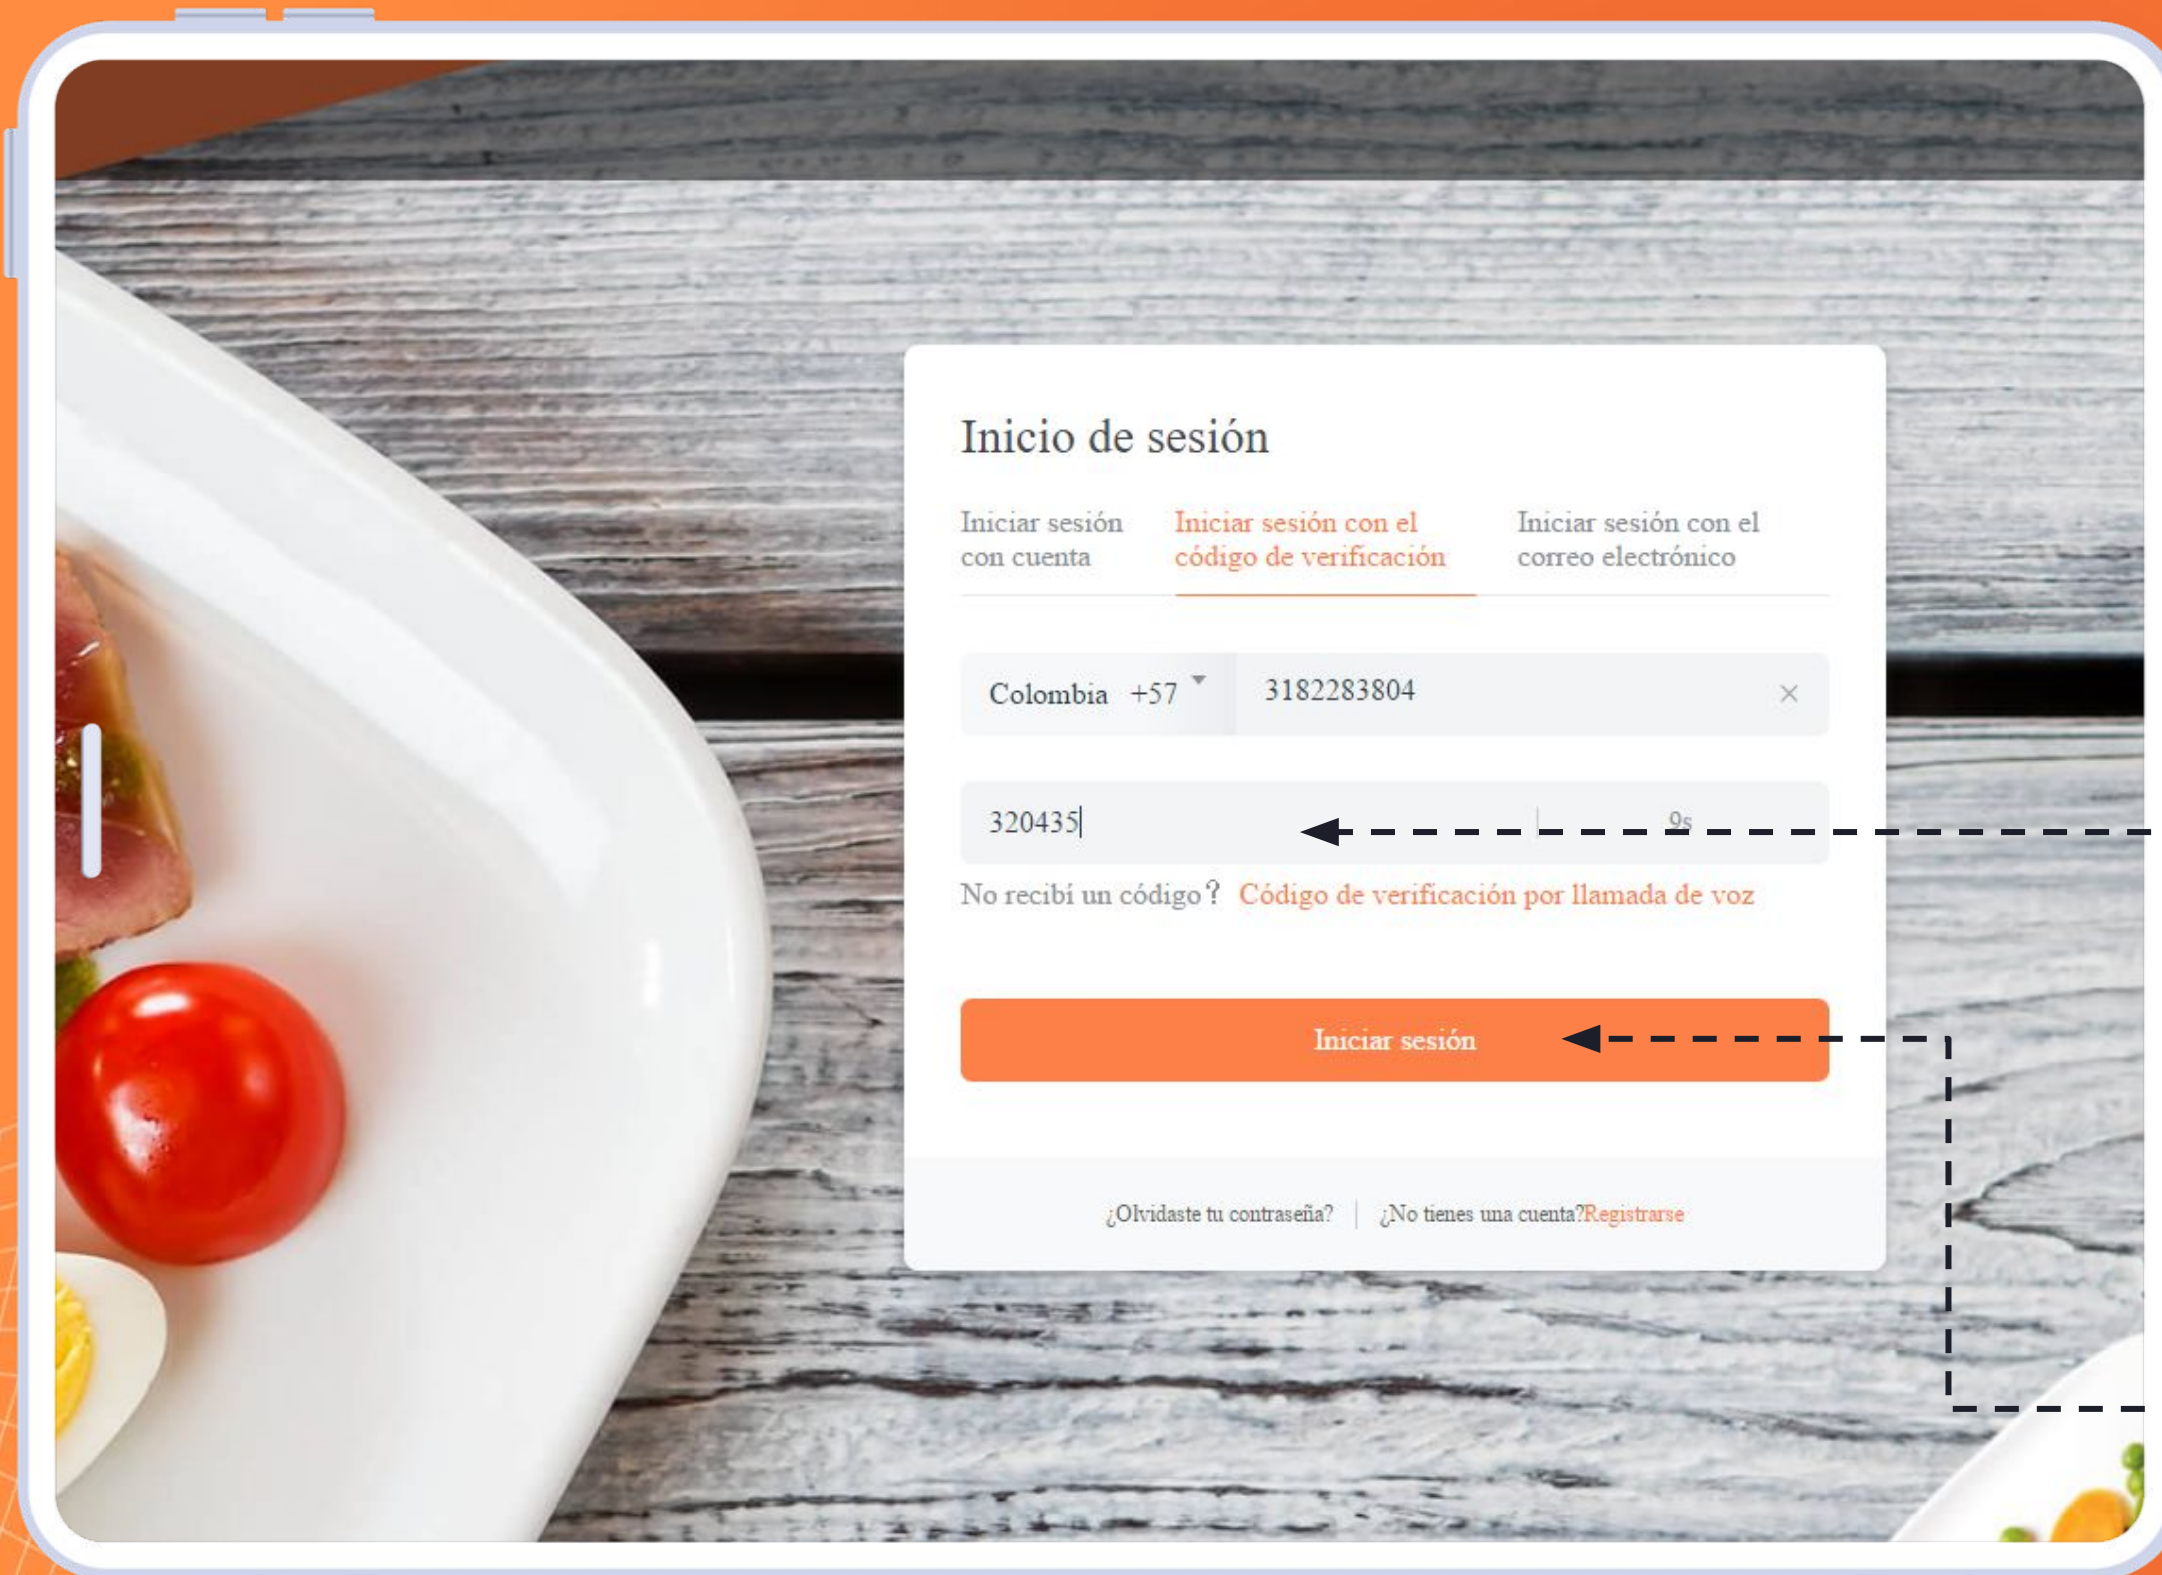 Inicio de sesión
Iniciar sesión
con cuenta
Iniciar sesión con el
código de verificación
Iniciar sesión con el
correo electrónico
Colombia +57 3182283804
320435 9s
No recibí un código? Código de verificación por llamada de voz
Iniciar sesión
¿Olvidaste tu contraseña? ¿No tienes una cuenta?Registrarse